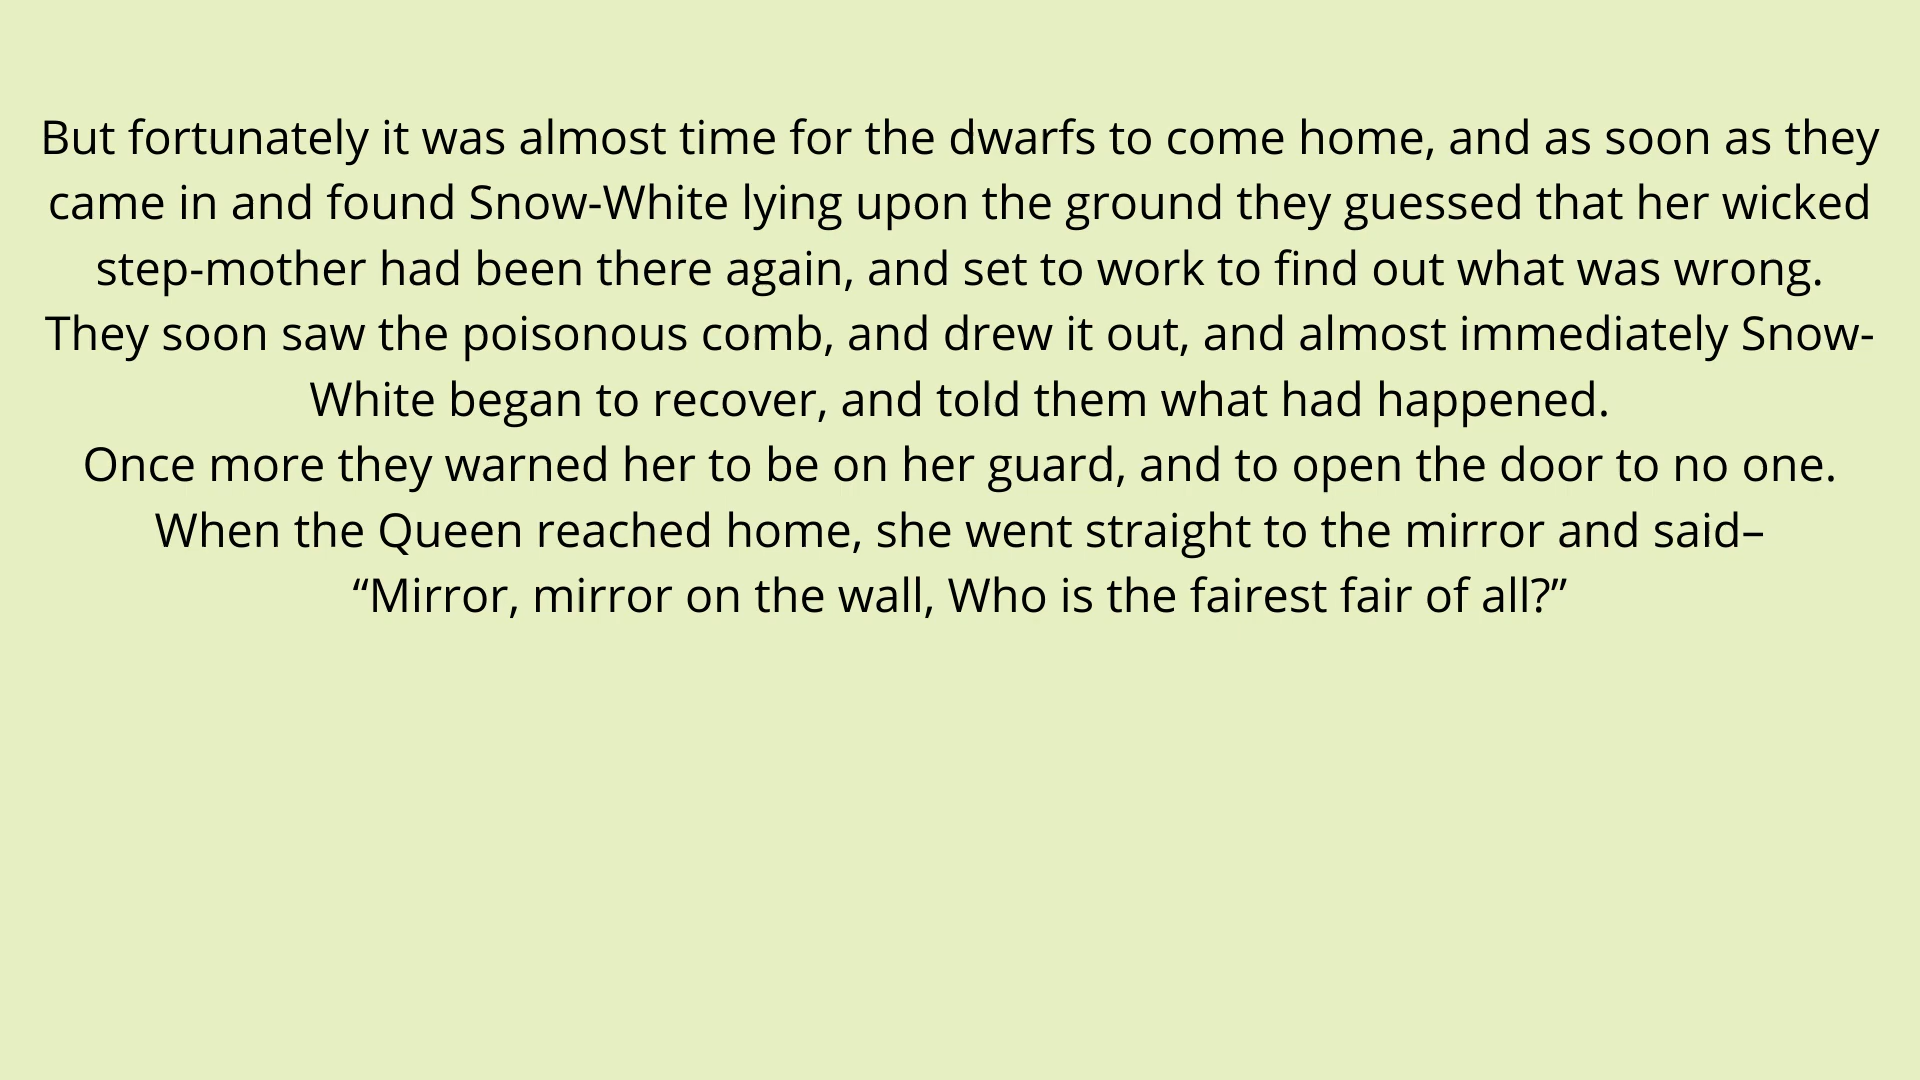 But fortunately it was almost time for the dwarfs to come home, and as soon as they
came in and found Snow-White lying upon the ground they guessed that her wicked
step-mother had been there again, and set to work to find out what was wrong.
They soon saw the poisonous comb, and drew it out, and almost immediately Snow-
White began to recover, and told them what had happened.
Once more they warned her to be on her guard, and to open the door to no one.
When the Queen reached home, she went straight to the mirror and said–
“Mirror, mirror on the wall, Who is the fairest fair of all?”